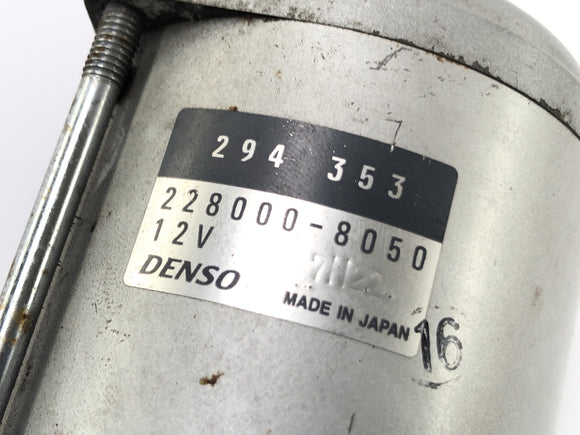 294 353
228000-8050
12V
DENSO
MADE IN JAPAN
16